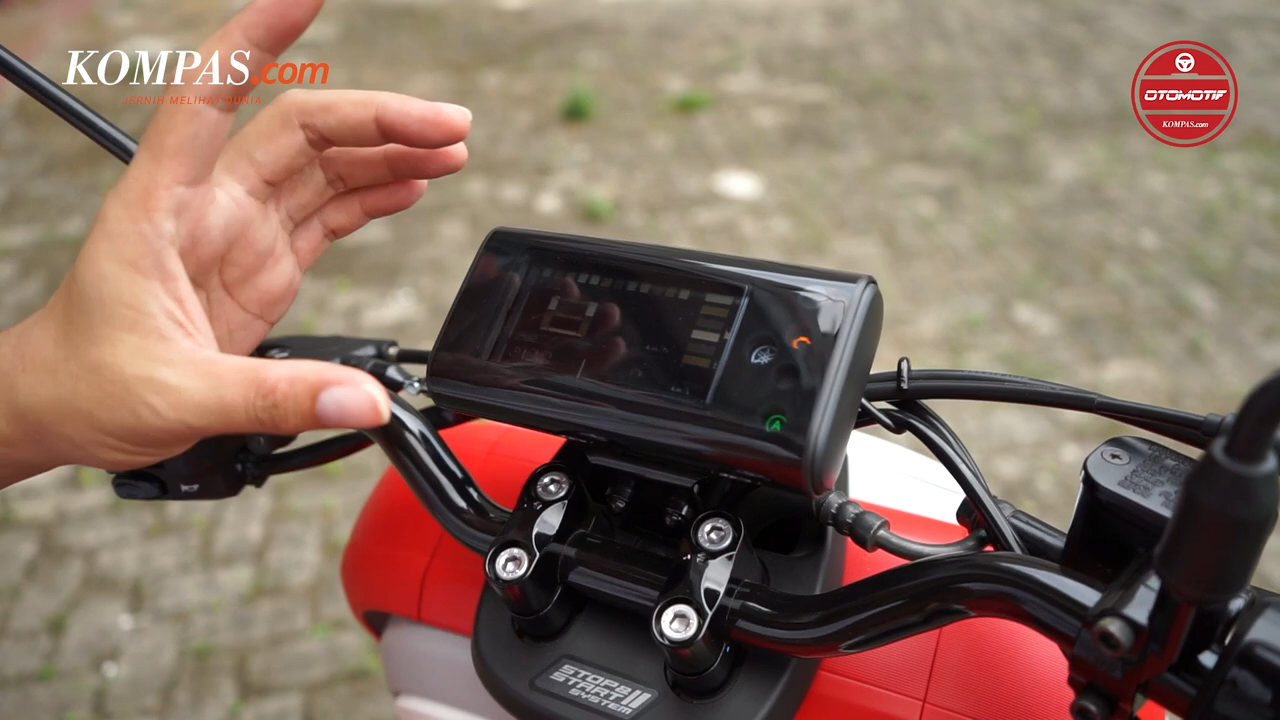 KOMPAS.com
JERNIH MELIHAT DUNIA
OTOMOTIF
KOMPAS.com
A
STOP&
START
SYSTEM